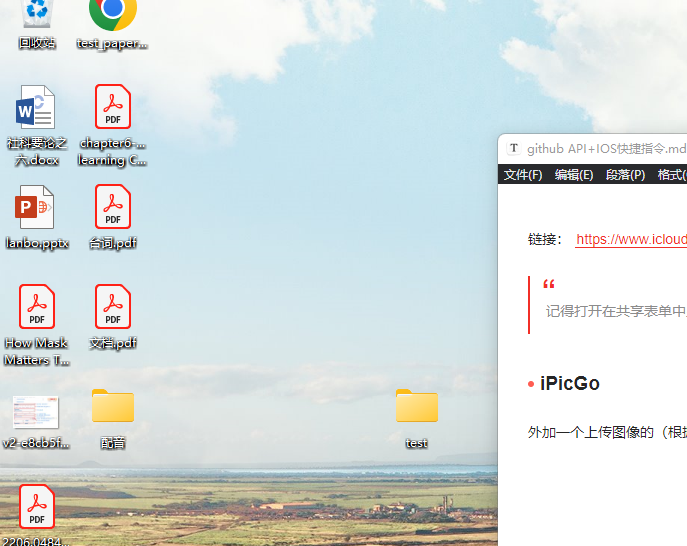 回收站
test_paper...
社科要论之
六.docx
chapter6-...
learning C...
lanbo.pptx
台词.pdf
How Mask
Matters T...
文档.pdf
v2-e8cb5f...
配音
test
2206.0484...
PDF
PDF
PDF
PDF
PDF
github API+IOS快捷指令.md
文件(F) 编辑(E) 段落(P) 格式(
链接： https://www.icloud
记得打开在共享表单中
iPicGo
外加一个上传图像的（根据